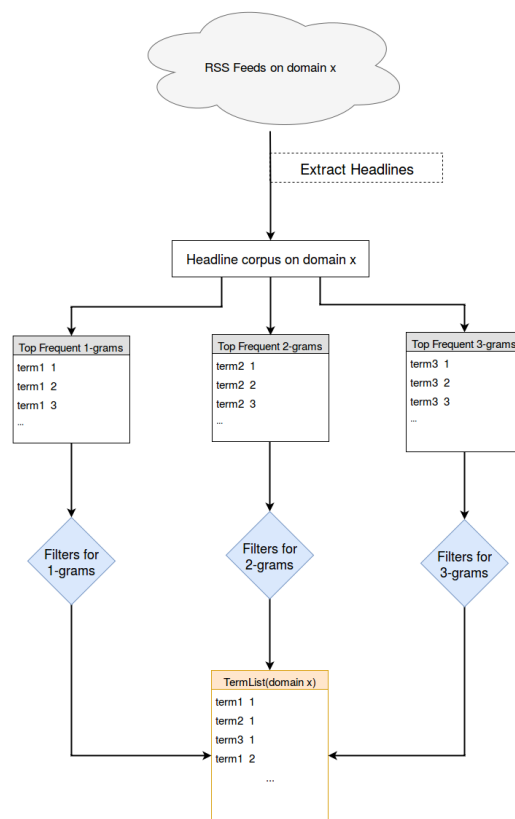 RSS Feeds on domain x
Extract Headlines
Headline corpus on domain x
Top Frequent 1-grams
term1 1
term1 2
term1 3
...
Top Frequent 2-grams
term2 1
term2 2
term2 3
...
Top Frequent 3-grams
term3 1
term3 2
term3 3
...
Filters for
1-grams
Filters for
2-grams
Filters for
3-grams
TermList(domain x)
term1 1
term2 1
term3 1
term1 2
...